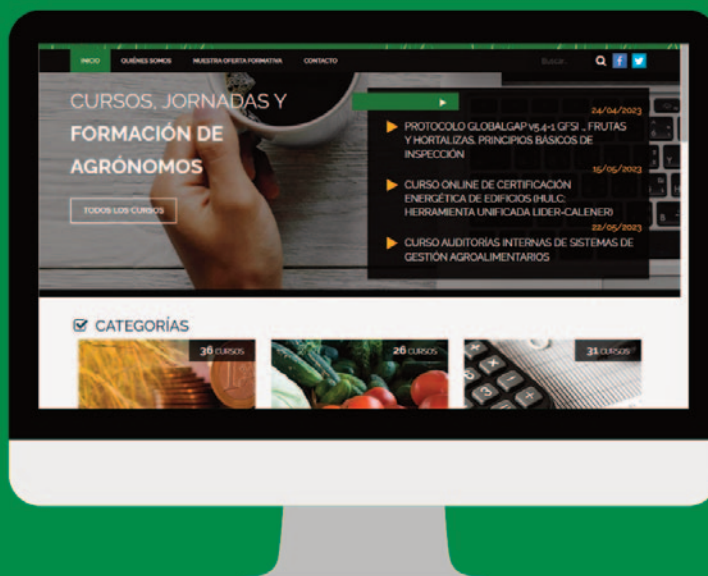 INICIO QUIÉNES SOMOS NUESTRA OFERTA FORMATIVA CONTACTO Buscar...
CURSOS, JORNADAS Y
FORMACIÓN DE
AGRÓNOMOS
TODOS LOS CURSOS
24/04/2023
PROTOCOLO GLOBALGAP V5.4-1 GFSI ., FRUTAS
Y HORTALIZAS. PRINCIPIOS BÁSICOS DE
INSPECCIÓN
15/05/2023
CURSO ONLINE DE CERTIFICACIÓN
ENERGÉTICA DE EDIFICIOS (HULC:
HERRAMIENTA UNIFICADA LIDER-CALENER)
22/05/2023
CURSO AUDITORÍAS INTERNAS DE SISTEMAS DE
GESTIÓN AGROALIMENTARIOS
CATEGORÍAS
36 CURSOS
26 CURSOS
31 CURSOS